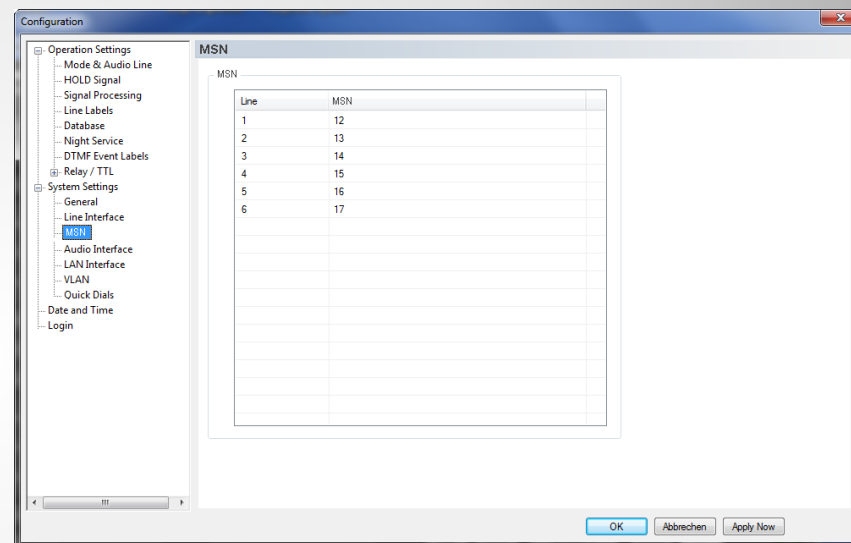 Configuration
Operation Settings
Mode & Audio Line
HOLD Signal
Signal Processing
Line Labels
Database
Night Service
DTMF Event Labels
Relay / TTL
System Settings
General
Line Interface
MSN
Audio Interface
LAN Interface
VLAN
Quick Dials
Date and Time
Login
MSN
MSN
Line MSN
1 12
2 13
3 14
4 15
5 16
6 17
OK Abbrechen Apply Now